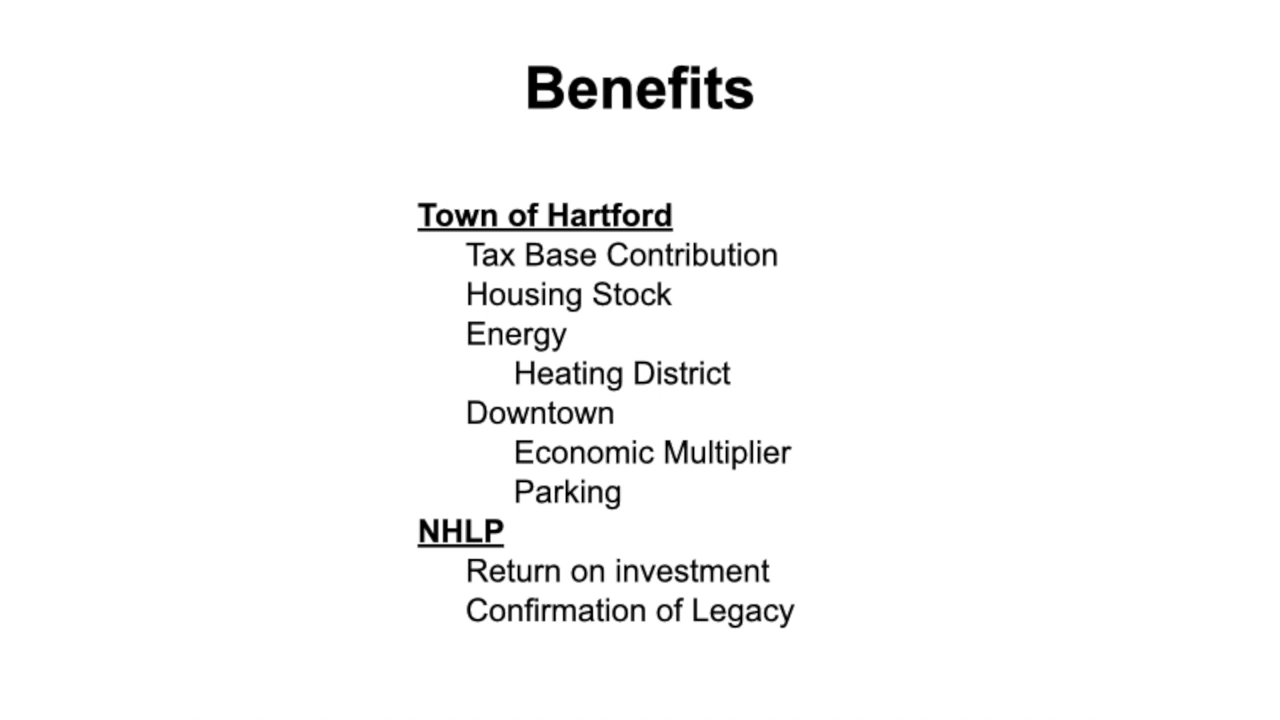 Benefits
Town of Hartford
Tax Base Contribution
Housing Stock
Energy
Heating District
Downtown
Economic Multiplier
Parking
NHLP
Return on investment
Confirmation of Legacy